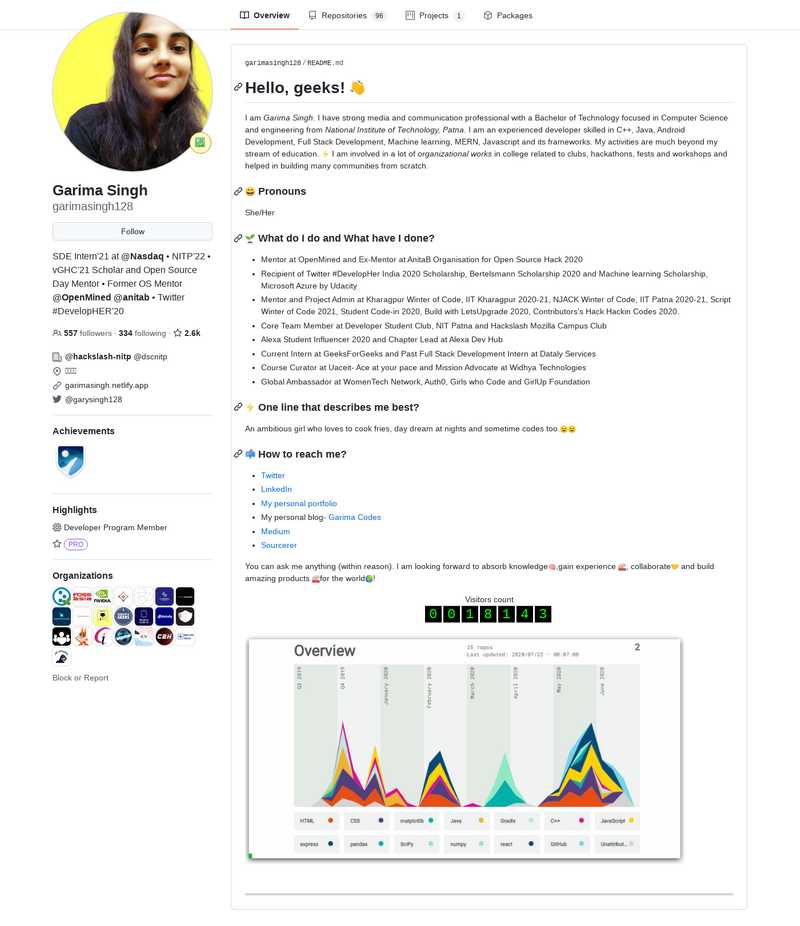 Overview
Repositories 96
Projects 1
Packages
Garima Singh
garimasingh128
Follow
SDE Intern'21 at @Nasdaq • NITP'22 •
vGHC'21 Scholar and Open Source
Day Mentor • Former OS Mentor
@OpenMined @anitab • Twitter
#DevelopHER'20
557 followers · 334 following · 2.6k
@hackslash-nitp @dscnitp
garimasingh.netlify.app
@garysingh128
Achievements
Highlights
Developer Program Member
PRO
Organizations
Block or Report
garimasingh128/README.md
Hello, geeks! 👋
I am Garima Singh. I have strong media and communication professional with a Bachelor of Technology focused in Computer Science
and engineering from National Institute of Technology, Patna. I am an experienced developer skilled in C++, Java, Android
Development, Full Stack Development, Machine learning, MERN, Javascript and its frameworks. My activities are much beyond my
stream of education. ⚡ I am involved in a lot of organizational works in college related to clubs, hackathons, fests and workshops and
helped in building many communities from scratch.
😄 Pronouns
She/Her
🌱 What do I do and What have I done?
• Mentor at OpenMined and Ex-Mentor at AnitaB Organisation for Open Source Hack 2020
• Recipient of Twitter #DevelopHer India 2020 Scholarship, Bertelsmann Scholarship 2020 and Machine learning Scholarship,
Microsoft Azure by Udacity
• Mentor and Project Admin at Kharagpur Winter of Code, IIT Kharagpur 2020-21, NJACK Winter of Code, IIT Patna 2020-21, Script
Winter of Code 2021, Student Code-in 2020, Build with LetsUpgrade 2020, Contributors's Hack Hackin Codes 2020.
• Core Team Member at Developer Student Club, NIT Patna and Hackslash Mozilla Campus Club
• Alexa Student Influencer 2020 and Chapter Lead at Alexa Dev Hub
• Current Intern at GeeksForGeeks and Past Full Stack Development Intern at Dataly Services
• Course Curator at Uaceit- Ace at your pace and Mission Advocate at Widhya Technologies
• Global Ambassador at WomenTech Network, Auth0, Girls who Code and GirlUp Foundation
⚡ One line that describes me best?
An ambitious girl who loves to cook fries, day dream at nights and sometime codes too.
📫 How to reach me?
• Twitter
• LinkedIn
• My personal portfolio
• My personal blog- Garima Codes
• Medium
• Sourcerer
You can ask me anything (within reason). I am looking forward to absorb knowledge🧠,gain experience , collaborate🤝 and build
amazing products for the world🌍!
Visitors count
0018143
Overview
Last updated: 2020/07/22 - 00:07:00
2
Q3 2019
Q4 2019
January 2020
February 2020
March 2020
April 2020
May 2020
June 2020
HTML
CSS
matplotlib
Java
Gradle
C++
JavaScript
express
pandas
SciPy
numpy
react
GitHub
Unattribut...